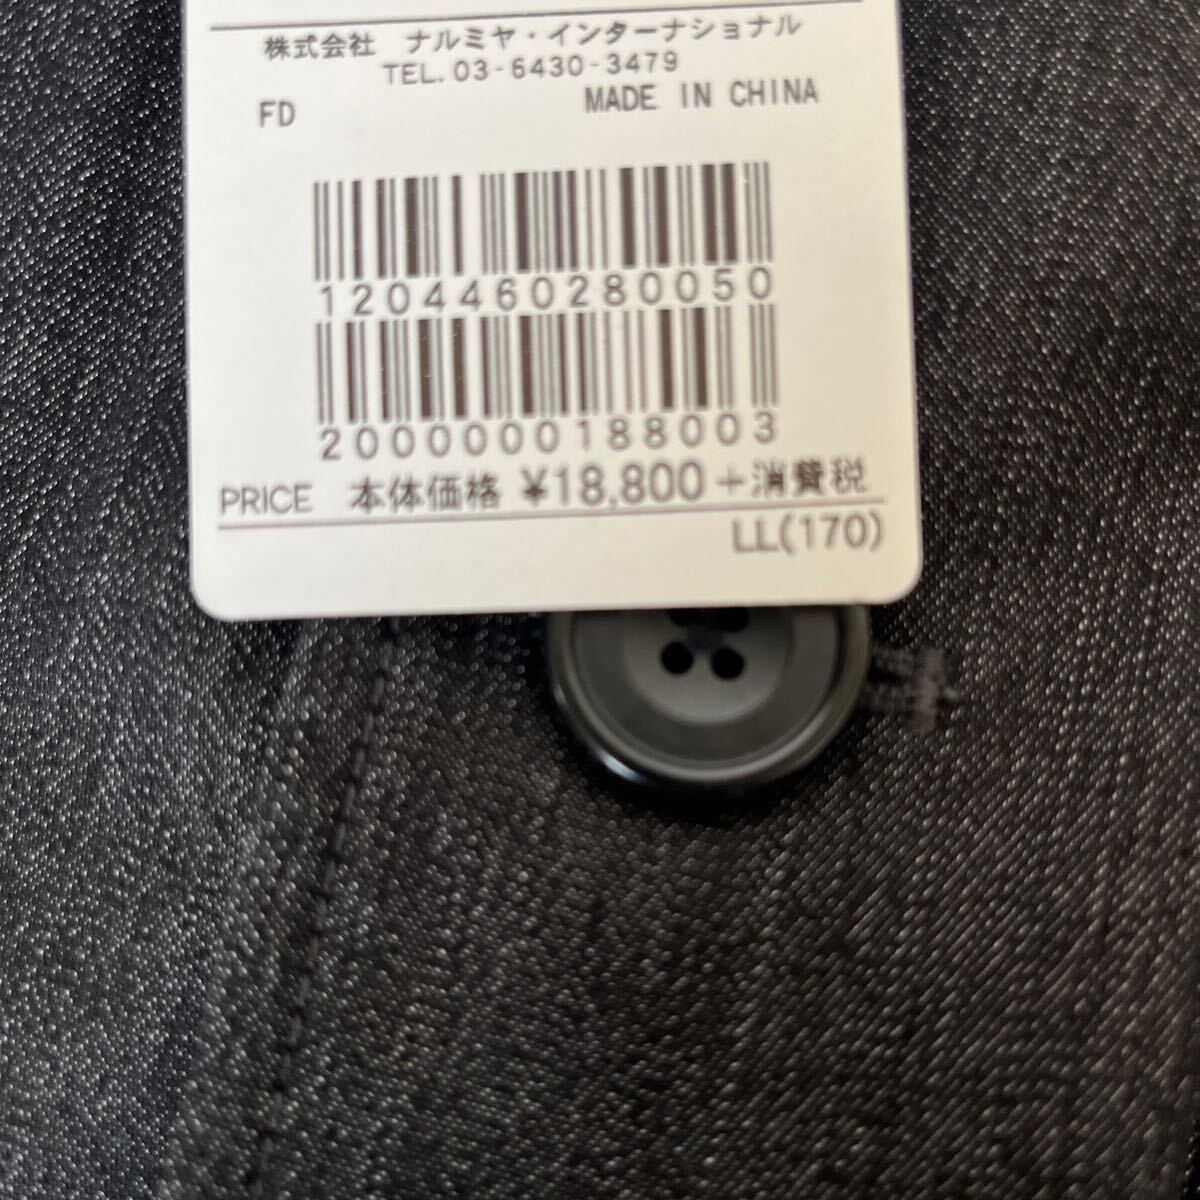 株式会社　ナルミヤ・インターナショナル
TEL.03-6430-3479
FD MADE IN CHINA
1204460280050
2000000188003
PRICE 本体価格 ¥18,800+消費税
LL(170)